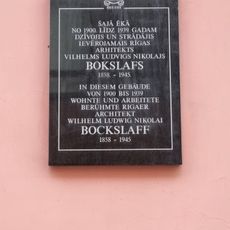 ŠAJĀ ĒKĀ
NO 1900. LĪDZ 1939. GADAM
DZĪVOJIS UN STRĀDĀJIS
IEVĒROJAMAIS RĪGAS
ARHITEKTS
VILHELMS LUDVIGS NIKOLAJS
BOKSLAFS
1858. - 1945.
IN DIESEM GEBÄUDE
VON 1900 BIS 1939
WOHNTE UND ARBEITETE
BERÜHMTE RIGAER
ARCHITEKT
WILHELM LUDWIG NIKOLAI
BOCKSLAFF
1858 - 1945